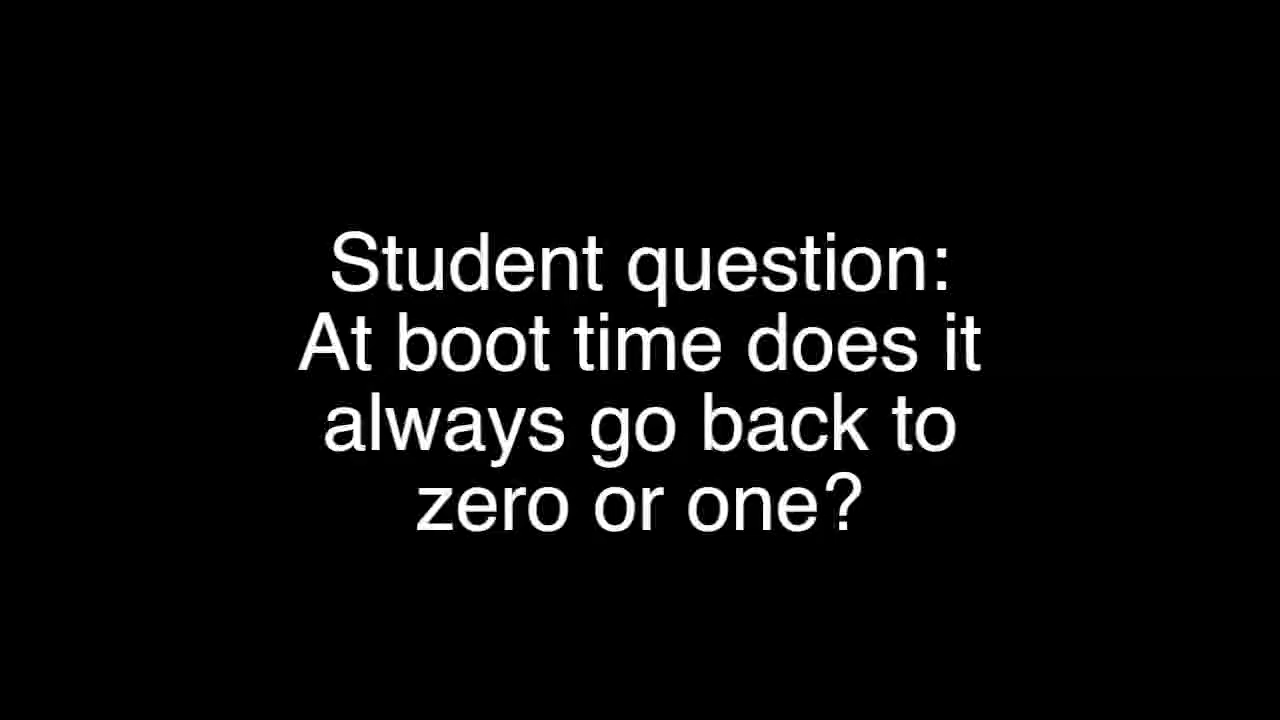 Student question:
At boot time does it
always go back to
zero or one?